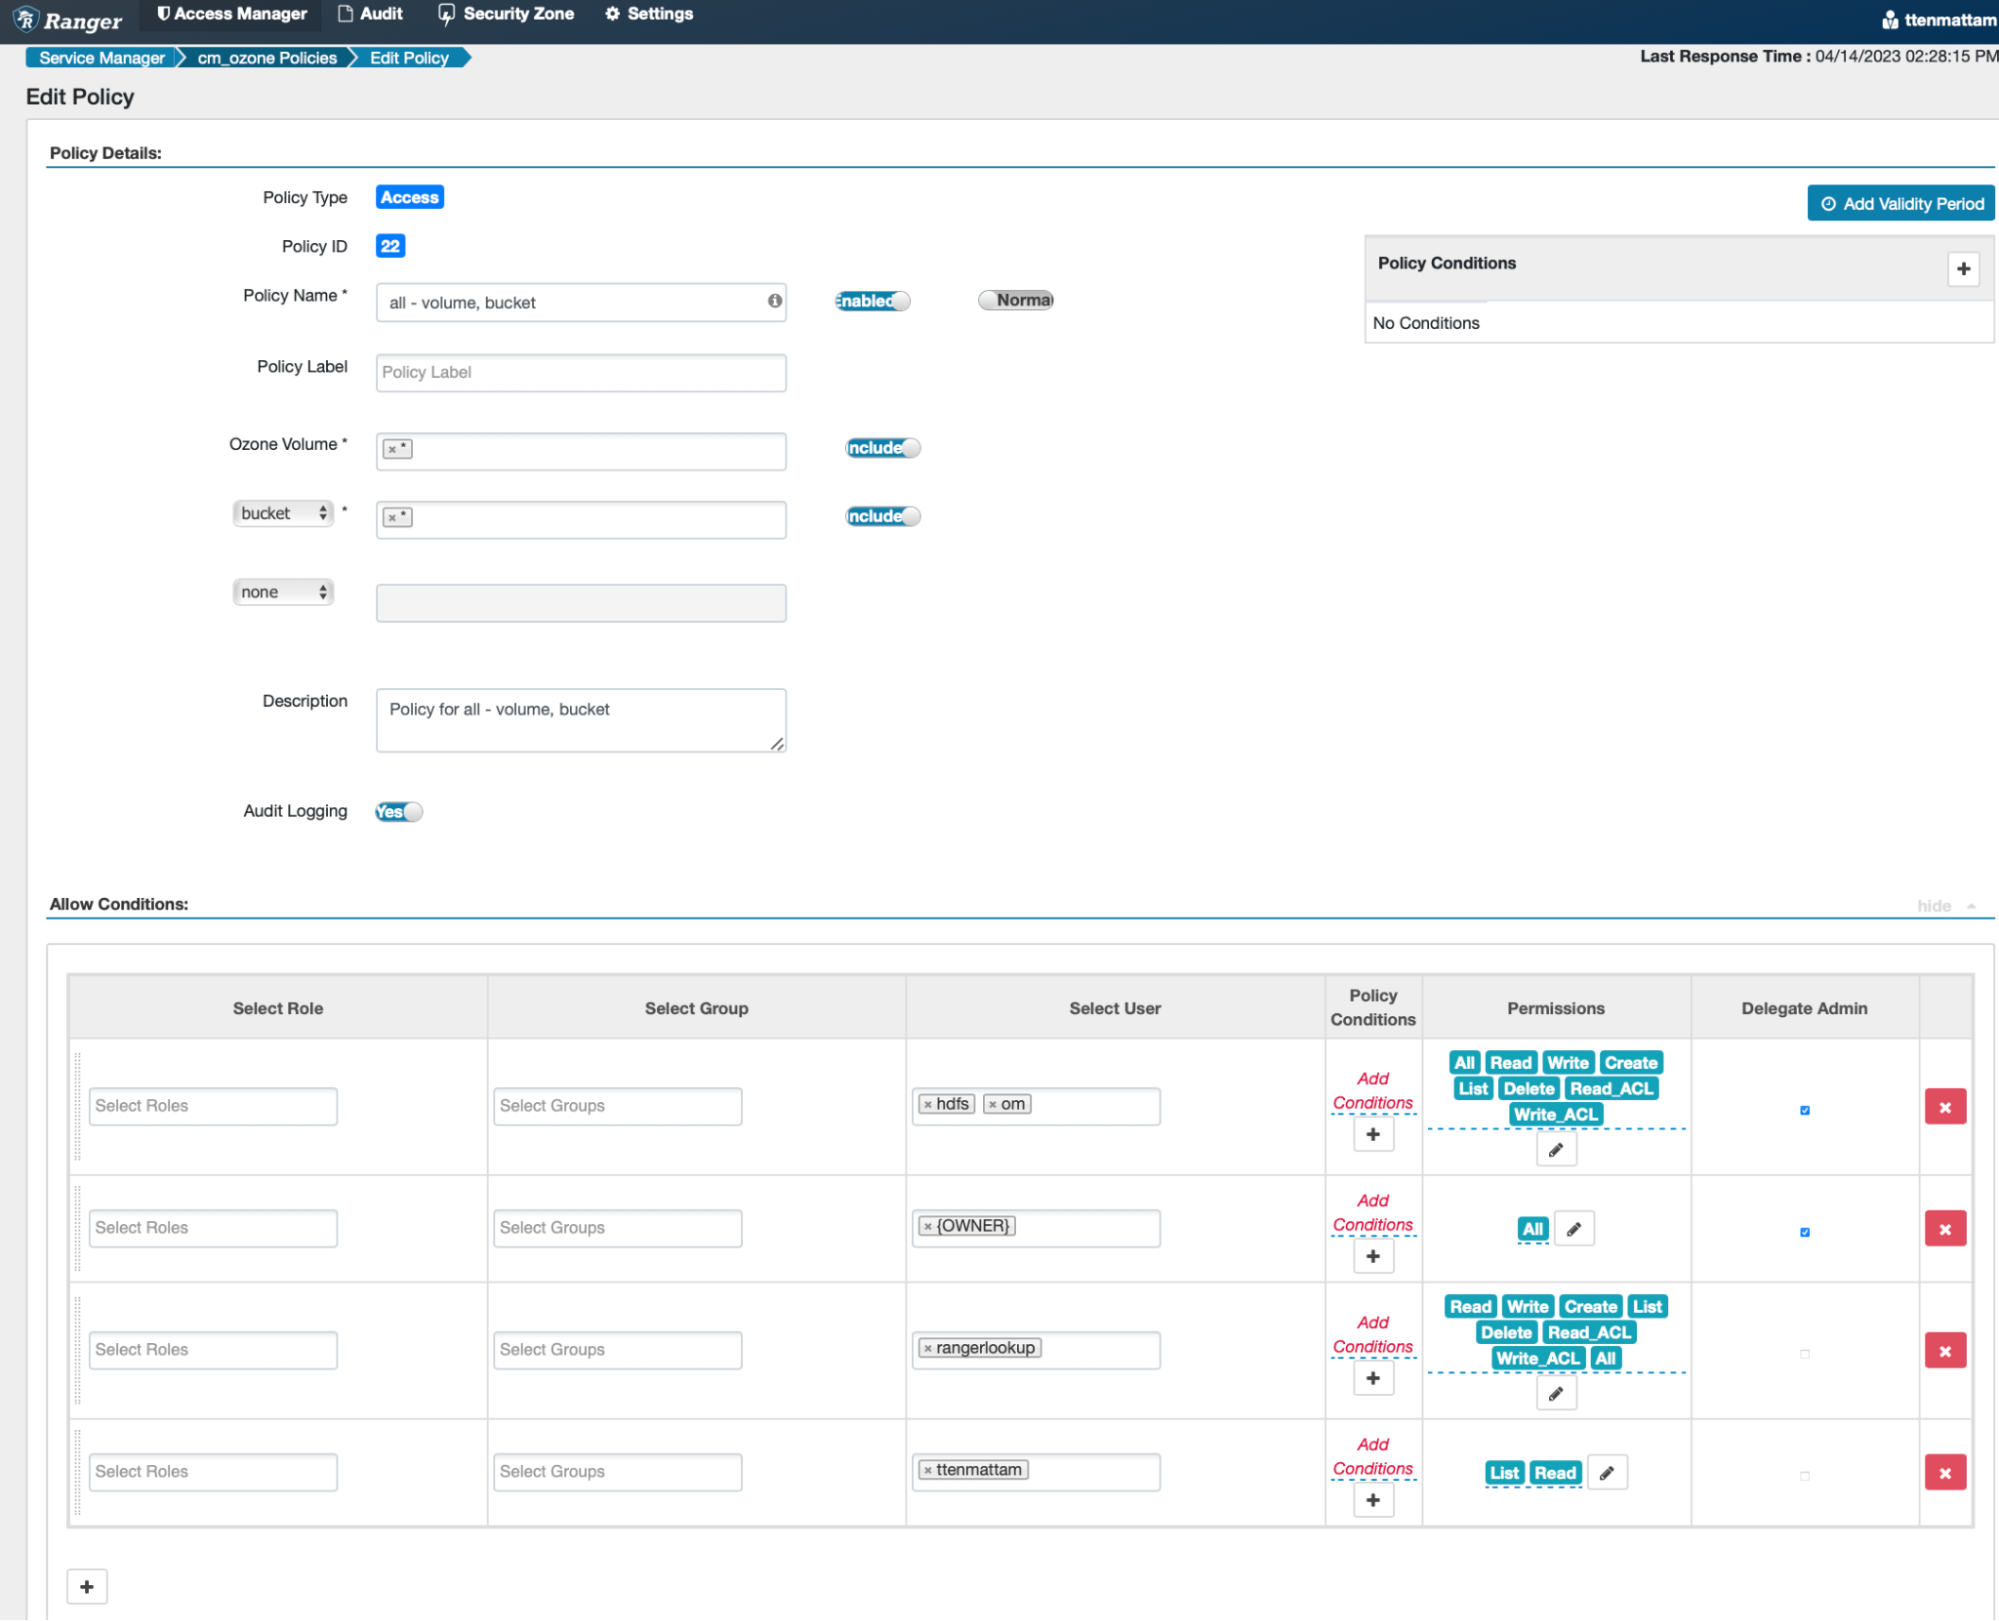 Ranger Access Manager Audit Security Zone Settings ttenmattam
Service Manager cm_ozone Policies Edit Policy Last Response Time : 04/14/2023 02:28:15 PM
Edit Policy
Policy Details:
Policy Type Access Add Validity Period
Policy ID 22
Policy Conditions
Policy Name * all - volume, bucket Enabled Normal
No Conditions
Policy Label Policy Label
Ozone Volume * × * Include
bucket * × * Include
none
Description Policy for all - volume, bucket
Audit Logging Yes
Allow Conditions: hide
Select Role Select Group Select User Policy Conditions Permissions Delegate Admin
Select Roles Select Groups × hdfs × om Add Conditions + All Read Write Create
List Delete Read_ACL
Write_ACL
Select Roles Select Groups × {OWNER} Add Conditions + All
Select Roles Select Groups × rangerlookup Add Conditions + Read Write Create List
Delete Read_ACL
Write_ACL All
Select Roles Select Groups × ttenmattam Add Conditions + List Read
+